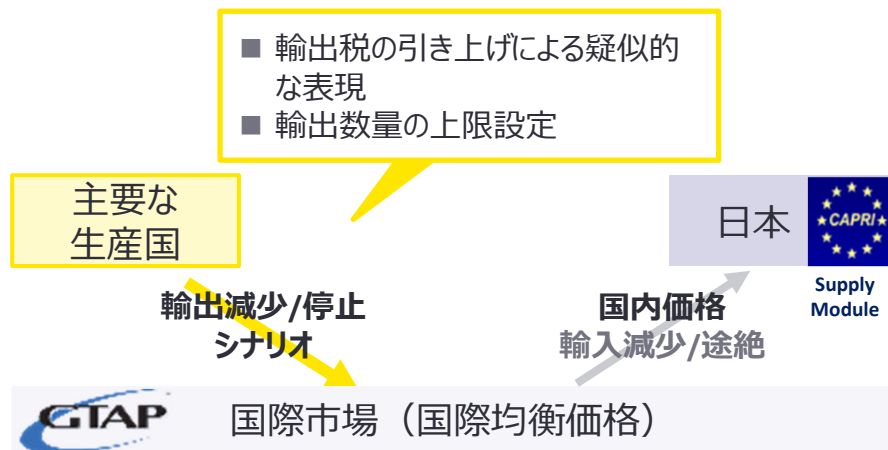 ■ 輸出税の引き上げによる疑似的
な表現
■ 輸出数量の上限設定
主要な
生産国
日本
CAPRI
Supply
Module
輸出減少/停止
シナリオ
国内価格
輸入減少/途絶
GTAP
国際市場（国際均衡価格）